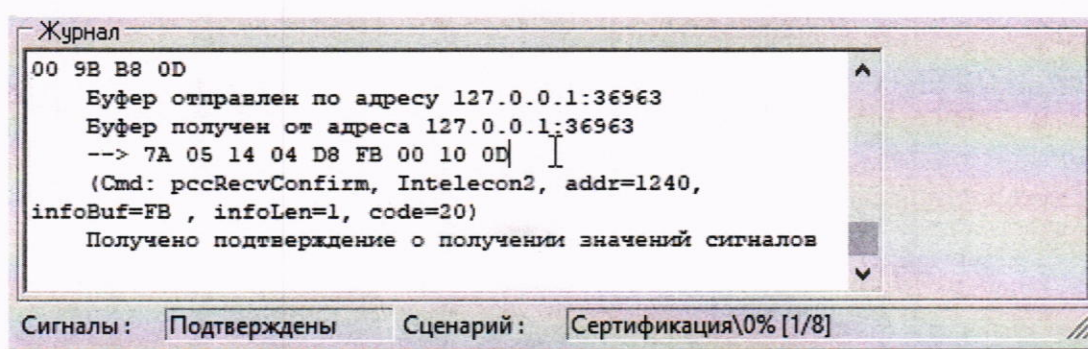 Журнал
00 9B B8 0D
Буфер отправлен по адресу 127.0.0.1:36963
Буфер получен от адреса 127.0.0.1:36963
--> 7A 05 14 04 D8 FB 00 10 0D
(Cmd: pccRecvConfirm, Intelecon2, addr=1240,
infoBuf=FB , infoLen=1, code=20)
Получено подтверждение о получении значений сигналов
Сигналы : Подтверждены Сценарий : Сертификация\0% [1/8]